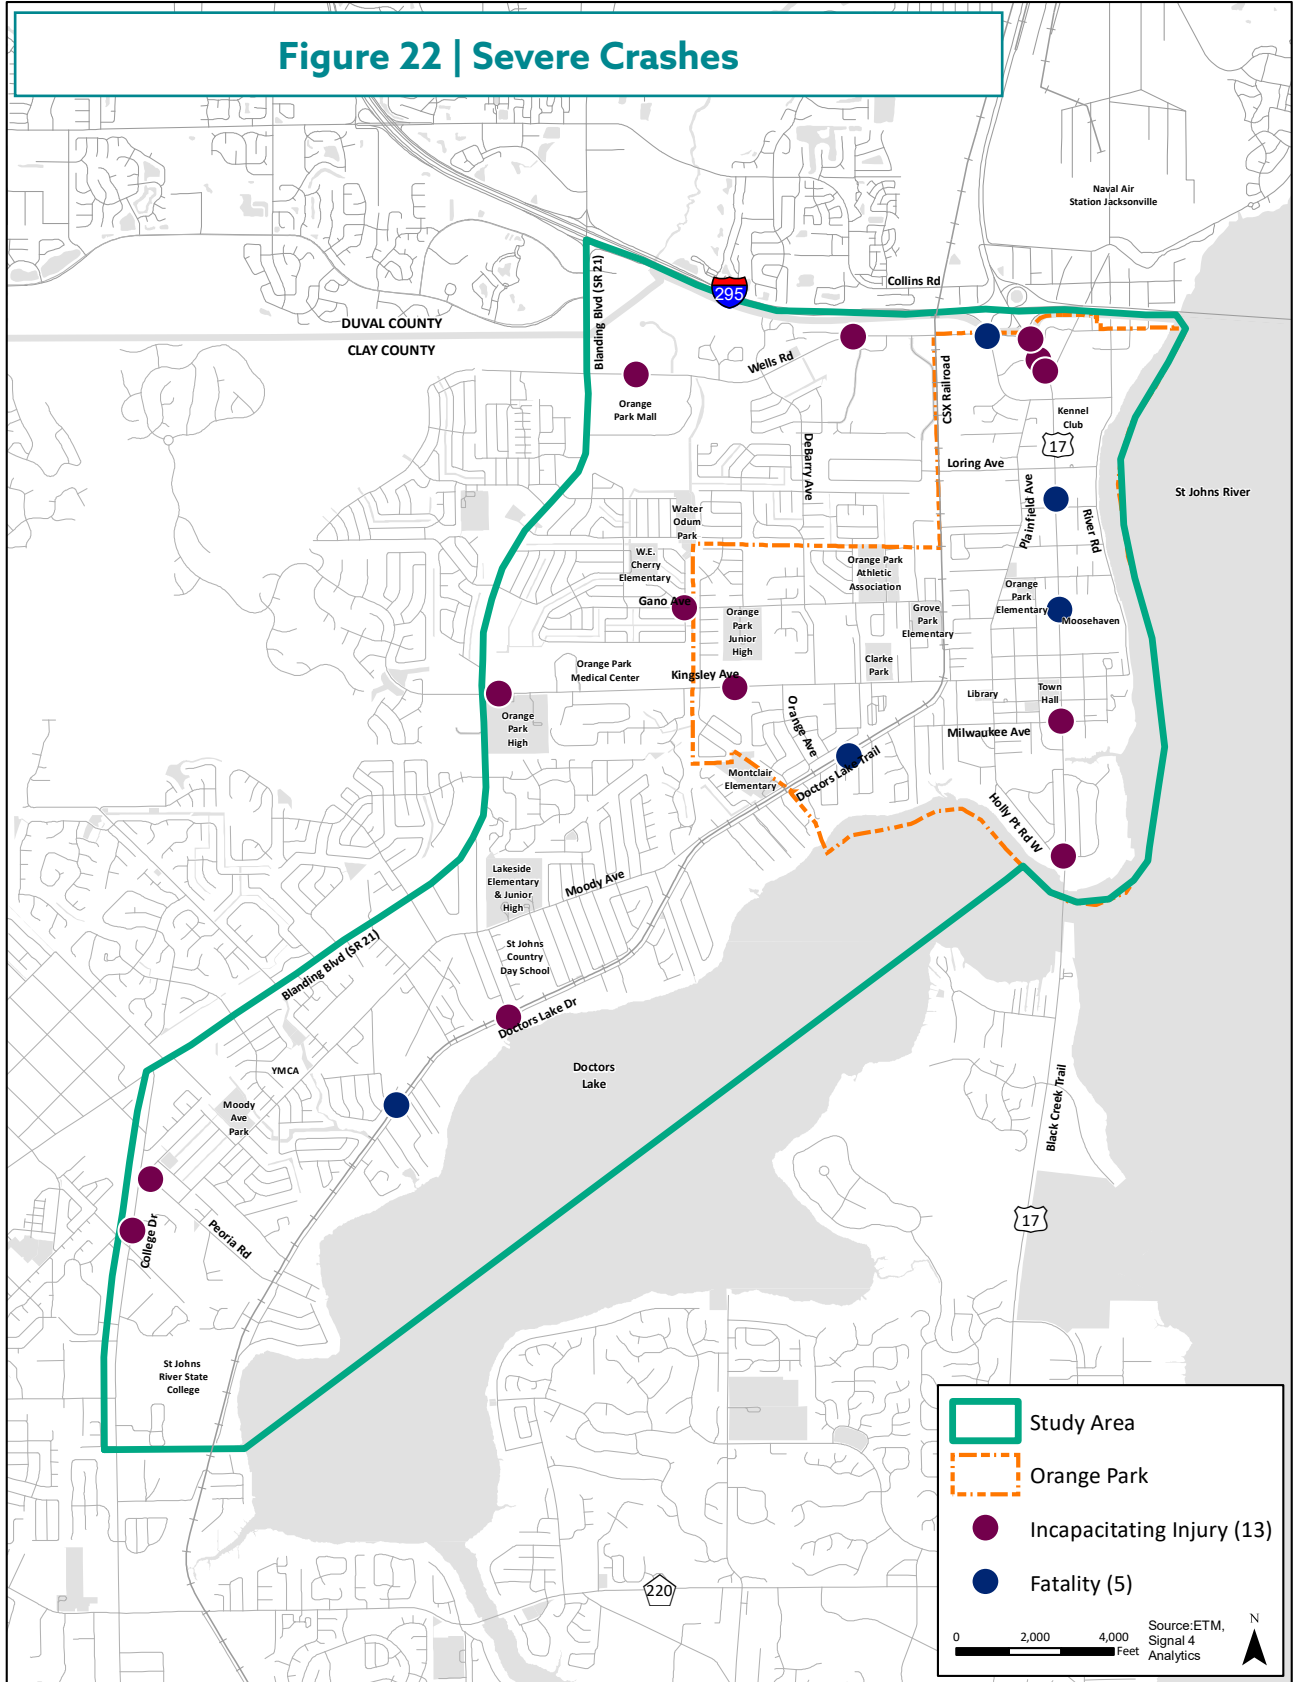 Figure 22 | Severe Crashes
Naval Air
Station Jacksonville
Collins Rd
295
Blanding Blvd (SR 21)
DUVAL COUNTY
CLAY COUNTY
Wells Rd
CSX Railroad
Orange
Park Mall
Kennel
Club
17
DeBarry Ave
Loring Ave
Plainfield Ave
River Rd
St Johns River
Walter
Odum
Park
W.E.
Cherry
Elementary
Orange Park
Athletic
Association
Orange
Park
Elementary
Moosehaven
Gano Ave
Orange
Park
Junior
High
Grove
Park
Elementary
Orange Park
Medical Center
Kingsley Ave
Clarke
Park
Library
Town
Hall
Orange
Park
High
Orange Ave
Milwaukee Ave
Montclair
Elementary
Doctors Lake Trail
Holly Pt Rd W
Lakeside
Elementary
& Junior
High
Moody Ave
Blanding Blvd (SR 21)
St Johns
Country
Day School
Doctors Lake Dr
Doctors
Lake
YMCA
Moody
Ave
Park
Black Creek Trail
17
College Dr
Peoria Rd
St Johns
River State
College
220
Study Area
Orange Park
Incapacitating Injury (13)
Fatality (5)
0 2,000 4,000
Feet
Source:ETM,
Signal 4
Analytics
N